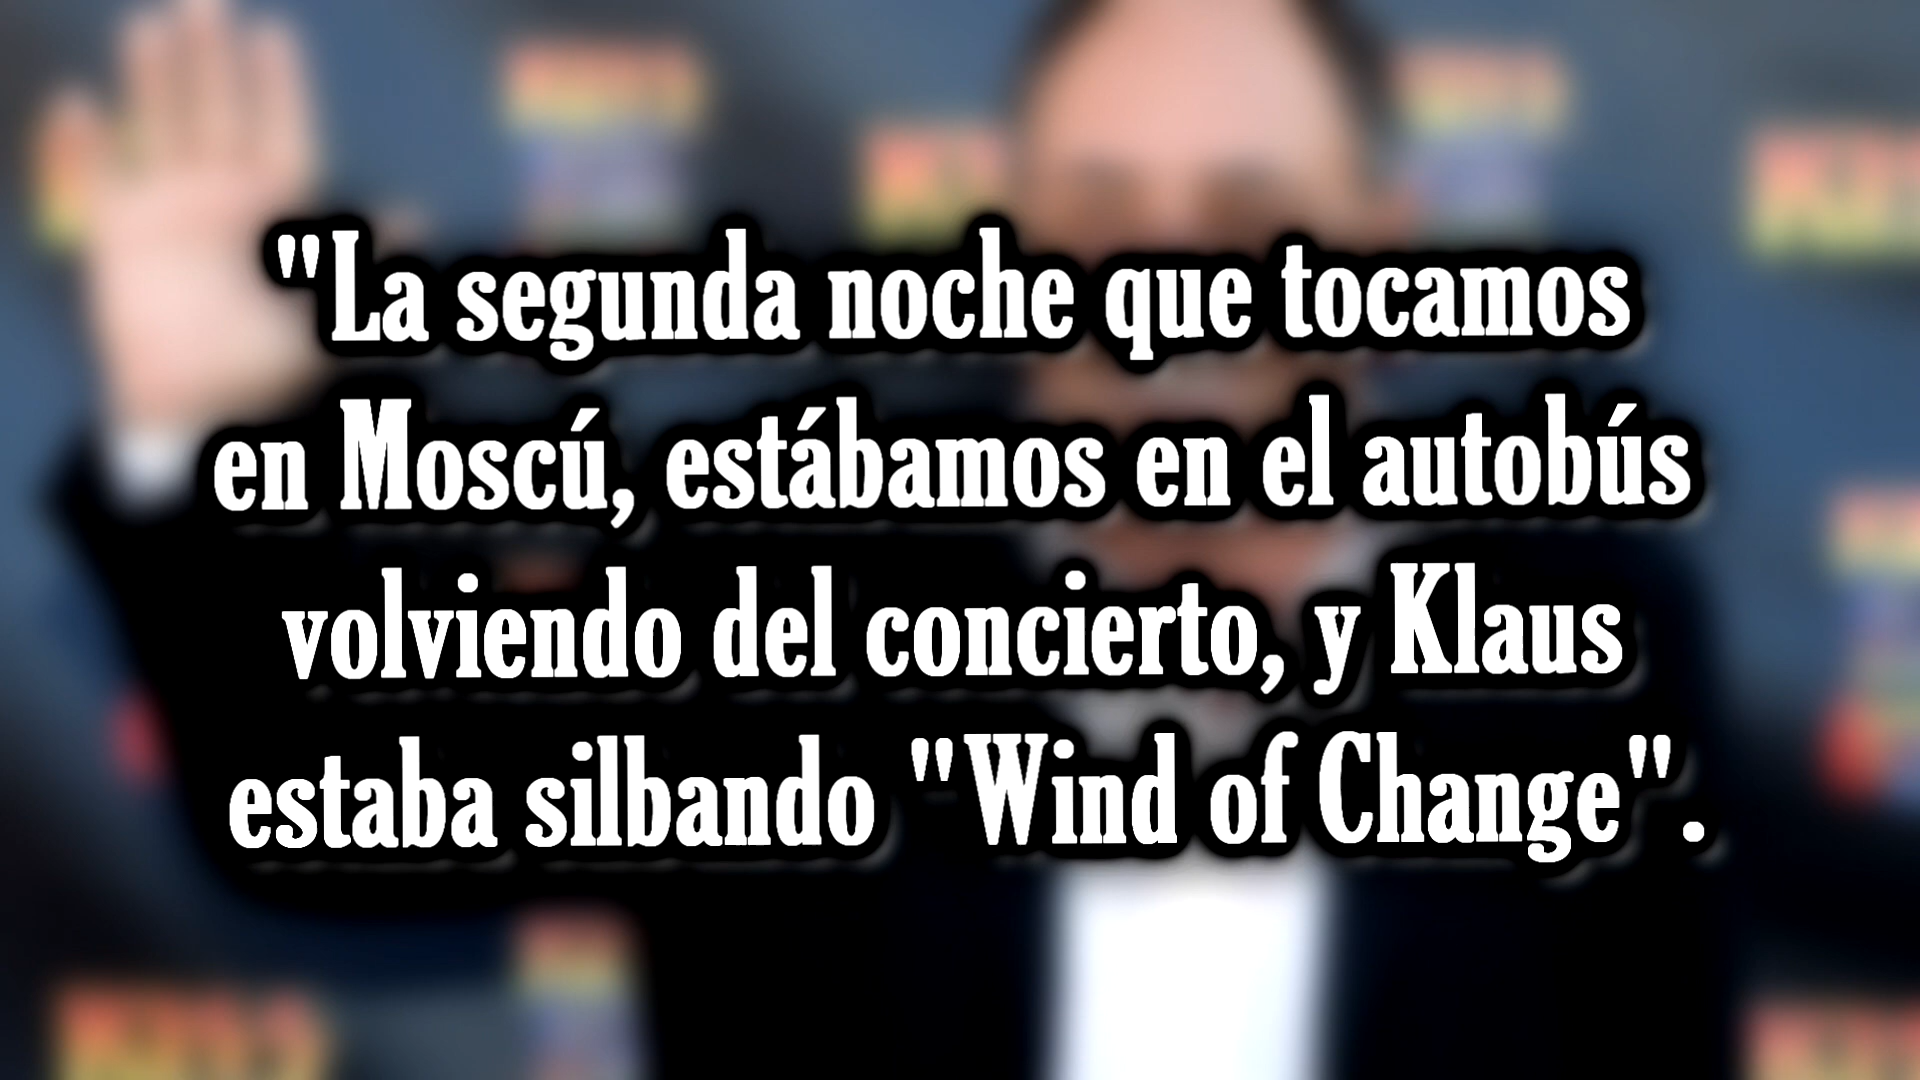 "La segunda noche que tocamos
en Moscú, estábamos en el autobús
volviendo del concierto, y Klaus
estaba silbando "Wind of Change".